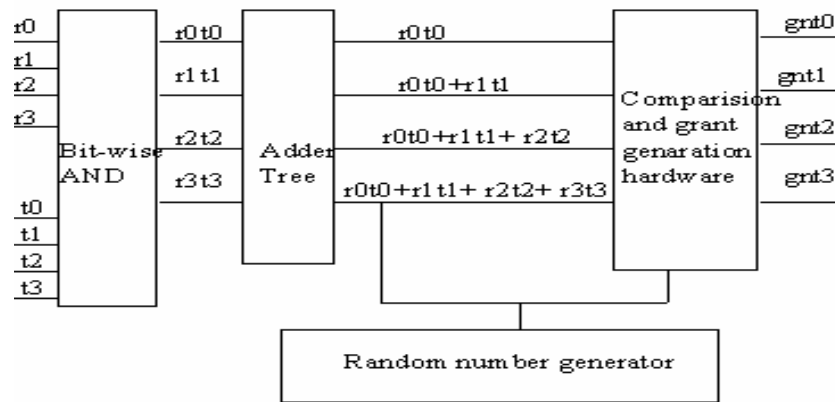 r0
r1
r2
r3
t0
t1
t2
t3
Bit-wise
AND
r0t0
r1t1
r2t2
r3t3
Adder
Tree
r0t0
r0t0+r1t1
r0t0+r1t1+ r2t2
r0t0+r1t1+ r2t2+ r3t3
Comparision
and grant
genaration
hardware
gnt0
gnt1
gnt2
gnt3
Random number generator